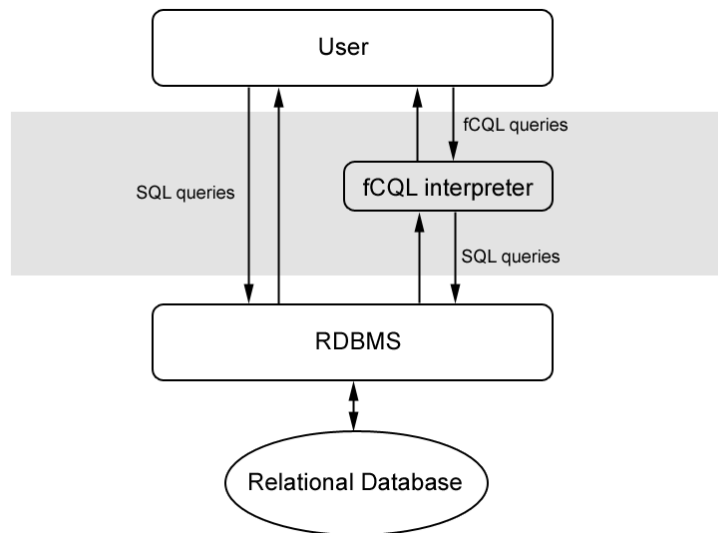 User
fCQL queries
fCQL interpreter
SQL queries
SQL queries
RDBMS
Relational Database